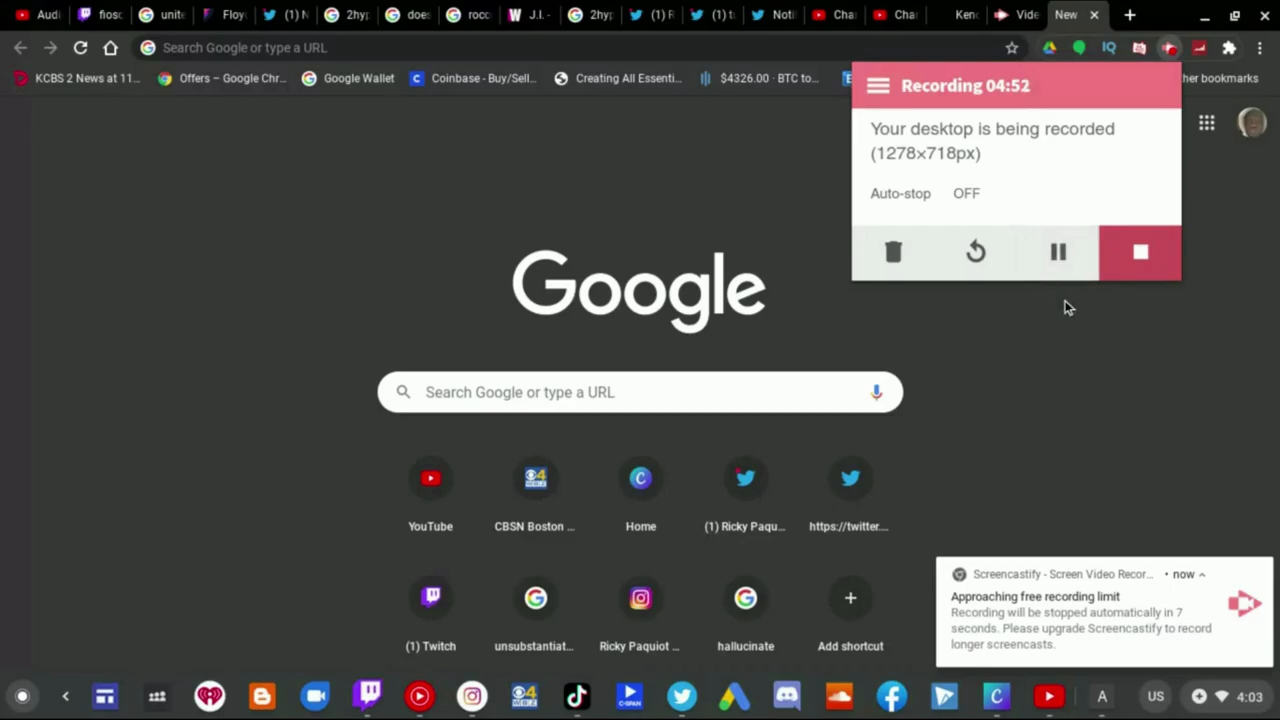 Audi
fiosc
unite
Floy
(1) N
2hyp
does
rocc
J.I. -
2hyp
(1) R
(1) t
Noti
Cha
Cha
Kenc
Vide
New
Search Google or type a URL
KCBS 2 News at 11...
Offers – Google Chr...
Google Wallet
Coinbase - Buy/Sell...
Creating All Essenti...
$4326.00 · BTC to...
her bookmarks
Recording 04:52
Your desktop is being recorded
(1278×718px)
Auto-stop OFF
Google
Search Google or type a URL
YouTube
CBSN Boston ...
Home
(1) Ricky Paqu...
https://twitter....
(1) Twitch
unsubstantiat...
Ricky Paquiot ...
hallucinate
Add shortcut
Screencastify - Screen Video Recor... • now
Approaching free recording limit
Recording will be stopped automatically in 7
seconds. Please upgrade Screencastify to record
longer screencasts.
US
4:03